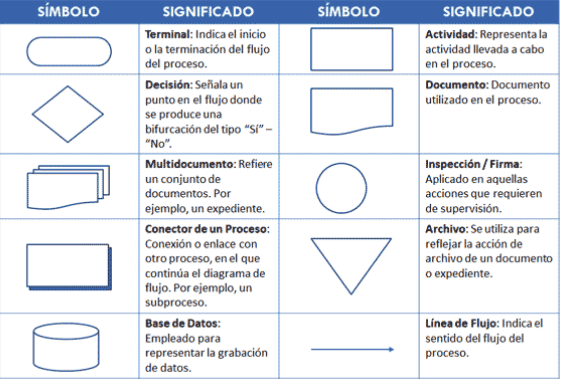 SÍMBOLO
SIGNIFICADO
SÍMBOLO
SIGNIFICADO
Terminal: Indica el inicio
o la terminación del flujo
del proceso.
Actividad: Representa la
actividad llevada a cabo
en el proceso.
Decisión: Señala un
punto en el flujo donde
se produce una
bifurcación del tipo “Sí” –
“No”.
Documento: Documento
utilizado en el proceso.
Multidocumento: Refiere
un conjunto de
documentos. Por
ejemplo, un expediente.
Inspección / Firma:
Aplicado en aquellas
acciones que requieren
de supervisión.
Conector de un Proceso:
Conexión o enlace con
otro proceso, en el que
continúa el diagrama de
flujo. Por ejemplo, un
subproceso.
Archivo: Se utiliza para
reflejar la acción de
archivo de un documento
o expediente.
Base de Datos:
Empleado para
representar la grabación
de datos.
Línea de Flujo: Indica el
sentido del flujo del
proceso.